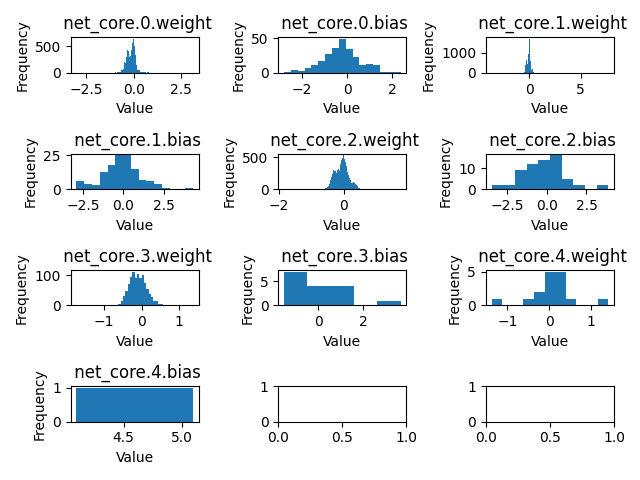 net_core.0.weight
Frequency
500
0
−2.5 0.0 2.5
Value
net_core.0.bias
Frequency
50
0
−2 0 2
Value
net_core.1.weight
Frequency
1000
0
0 5
Value
net_core.1.bias
Frequency
25
0
−2.5 0.0 2.5
Value
net_core.2.weight
Frequency
500
0
−2 0
Value
net_core.2.bias
Frequency
10
0
−2.5 0.0 2.5
Value
net_core.3.weight
Frequency
100
0
−1 0 1
Value
net_core.3.bias
Frequency
5
0
0 2
Value
net_core.4.weight
Frequency
5
0
−1 0 1
Value
net_core.4.bias
Frequency
1
0
4.5 5.0
Value
1
0
0.0 0.5 1.0
1
0
0.0 0.5 1.0